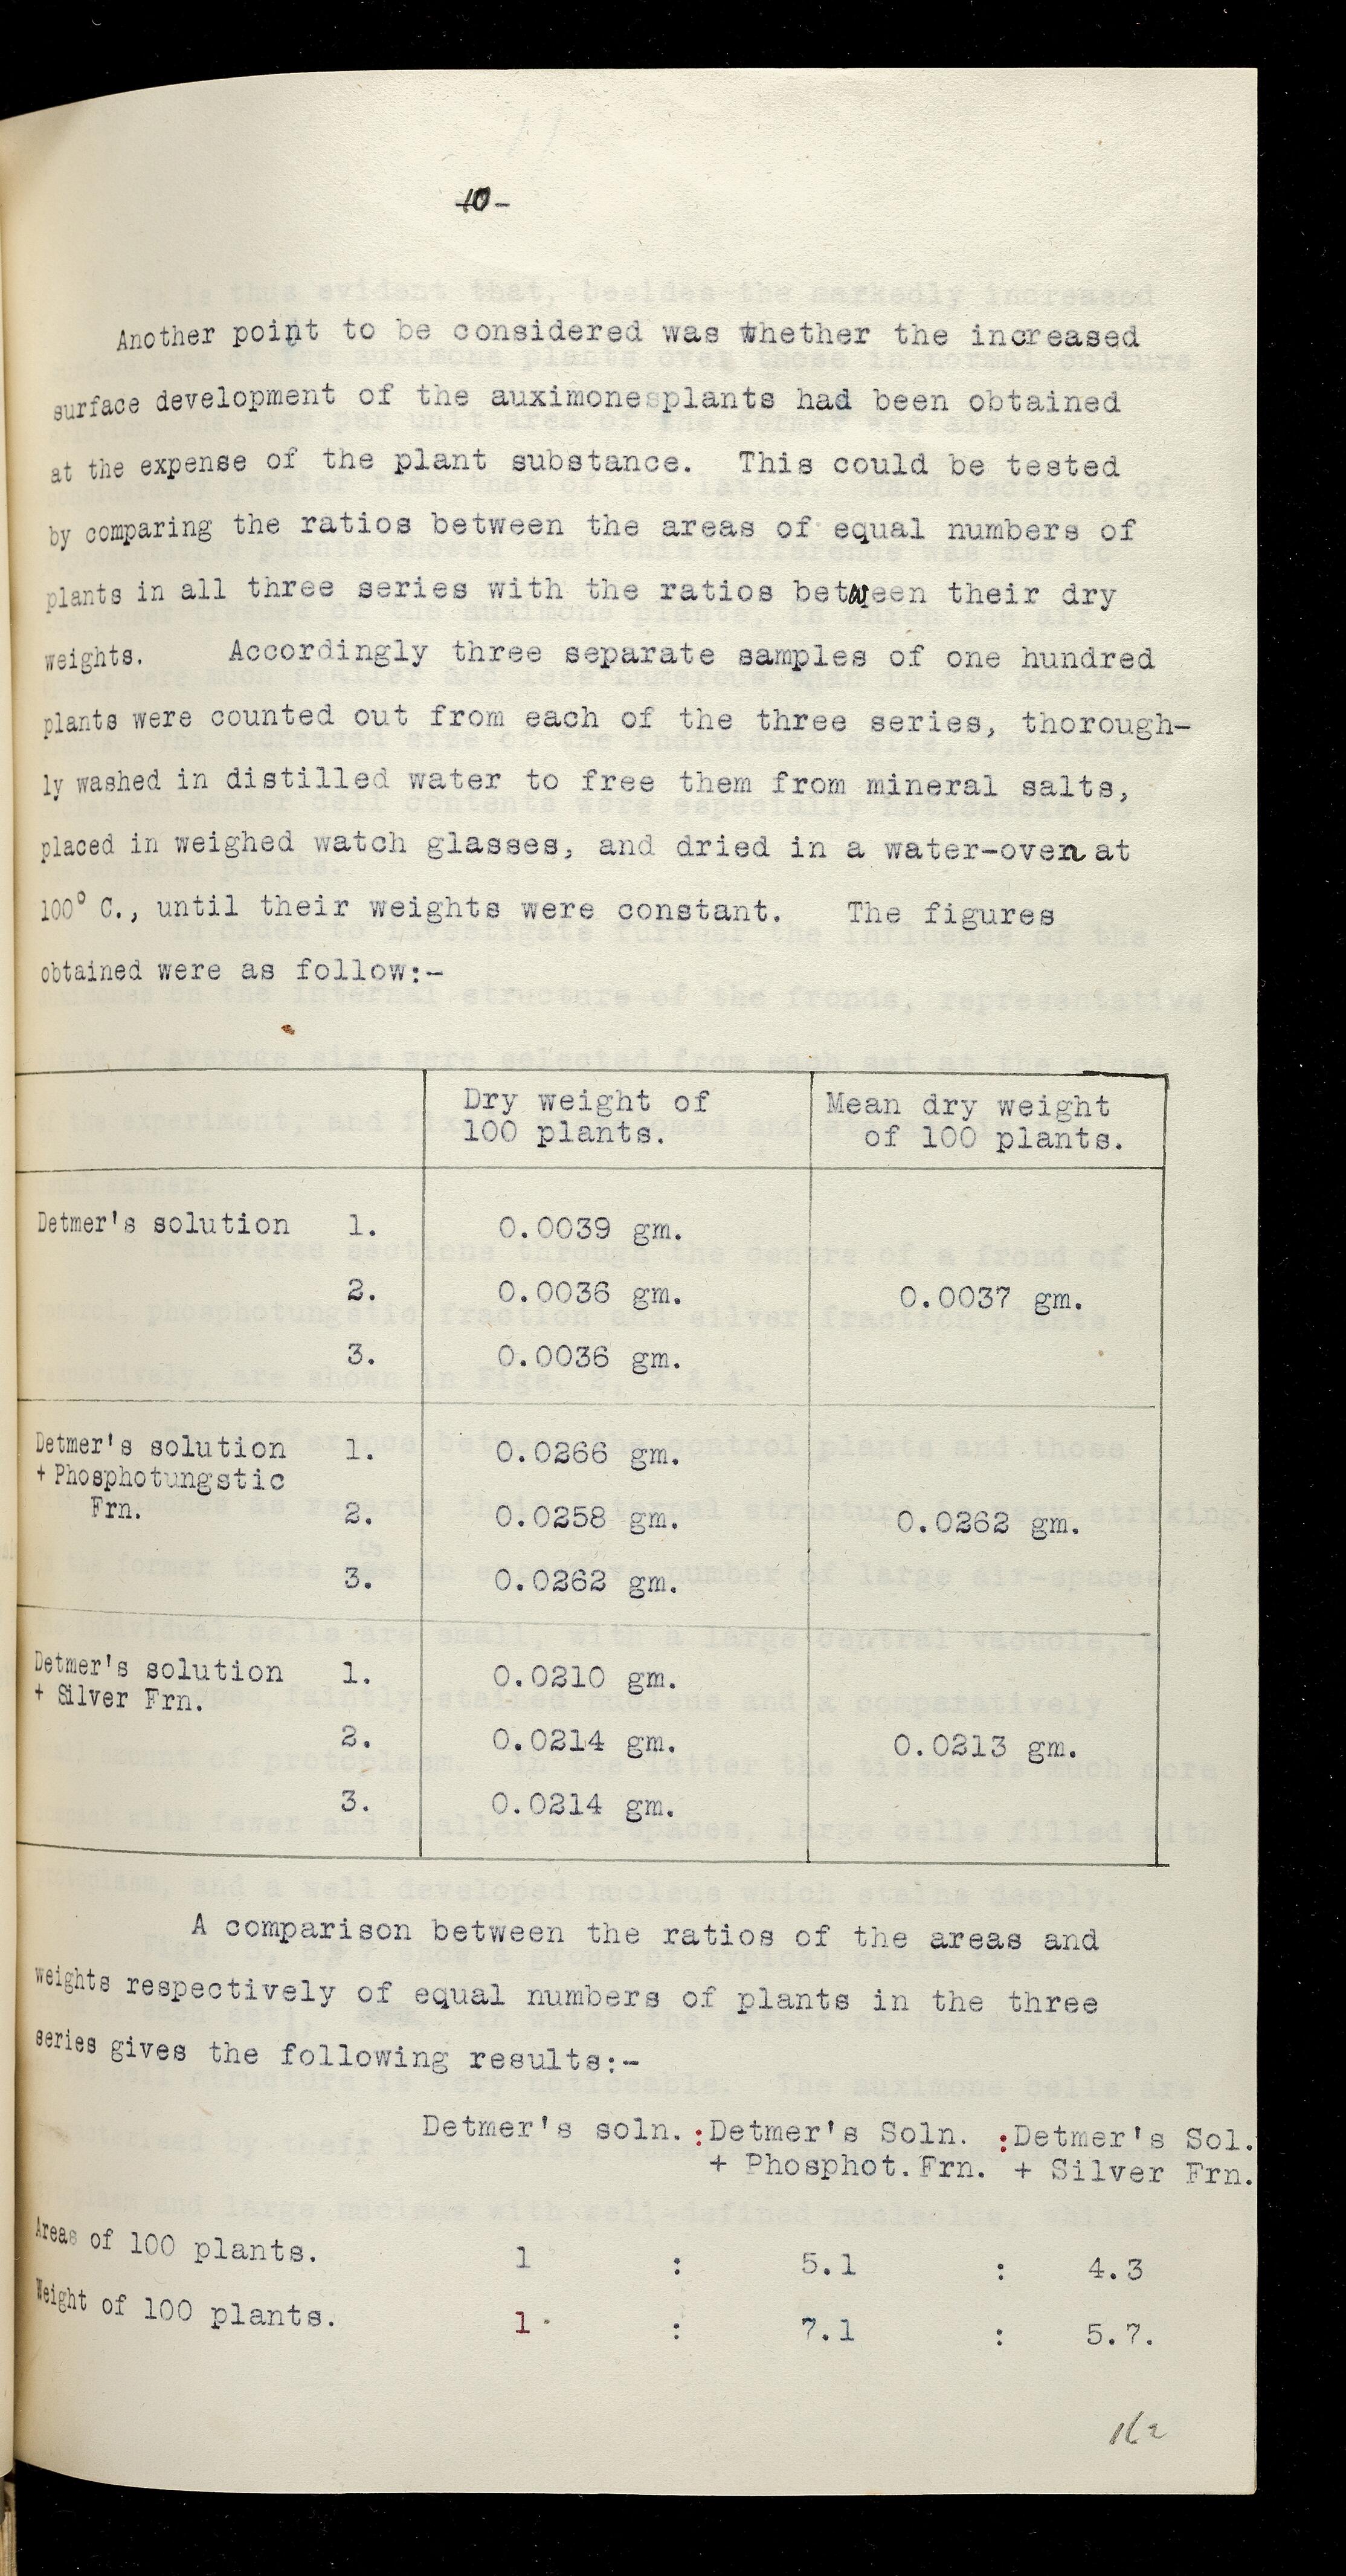 10-
Another point to be considered was whether the increased
surface development of the auximone plants had been obtained
at the expense of the plant substance. This could be tested
by comparing the ratios between the areas of equal numbers of
plants in all three series with the ratios between their dry
weights. Accordingly three separate samples of one hundred
plants were counted out from each of the three series, thorough-
ly washed in distilled water to free them from mineral salts,
placed in weighed watch glasses, and dried in a water-oven at
100° C., until their weights were constant. The figures
obtained were as follow:-
Dry weight of Mean dry weight
100 plants. of 100 plants.
Detmer's solution 1. 0.0039 gm.
2. 0.0036 gm. 0.0037 gm.
3. 0.0036 gm.
Detmer's solution 1. 0.0266 gm.
+ Phosphotungstic
Frn. 2. 0.0258 gm. 0.0262 gm.
3. 0.0262 gm.
Detmer's solution 1. 0.0210 gm.
+ Silver Frn.
2. 0.0214 gm. 0.0213 gm.
3. 0.0214 gm.
A comparison between the ratios of the areas and
weights respectively of equal numbers of plants in the three
series gives the following results:-
Detmer's soln. : Detmer's Soln. : Detmer's Sol.
+ Phosphot. Frn. + Silver Frn.
Areas of 100 plants. 1 : 5.1 : 4.3
Weight of 100 plants. 1 : 7.1 : 5.7.